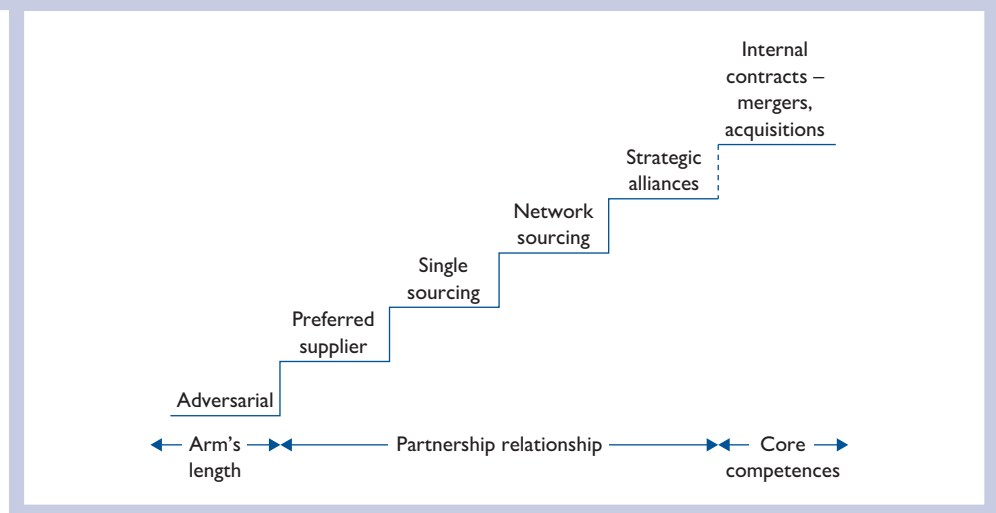 Internal
contracts –
mergers,
acquisitions
Strategic
alliances
Network
sourcing
Single
sourcing
Preferred
supplier
Adversarial
Arm's
length
Partnership relationship
Core
competences